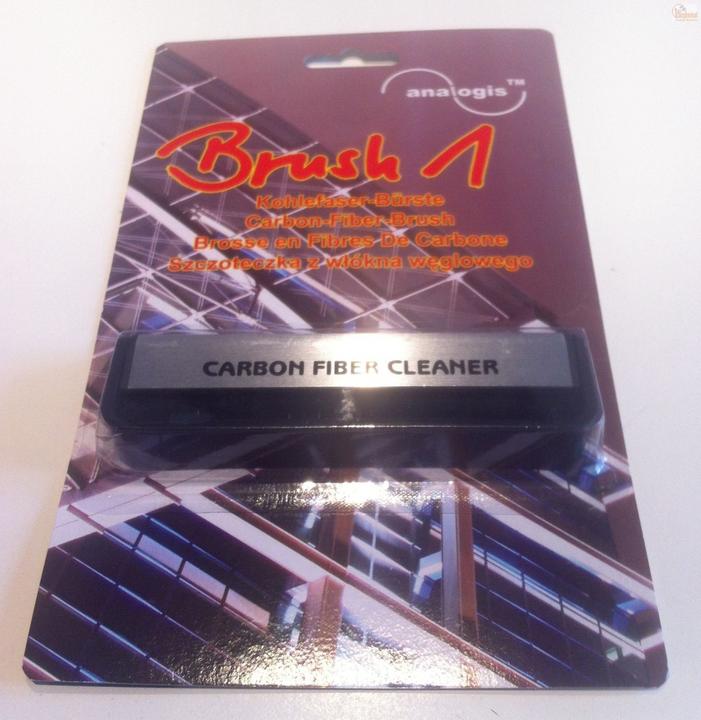 analogis™
Brush 1
Kohlefaser-Bürste
Carbon-Fiber-Brush
Brosse en Fibres De Carbone
Szczoteczka z włókna węglowego
CARBON FIBER CLEANER